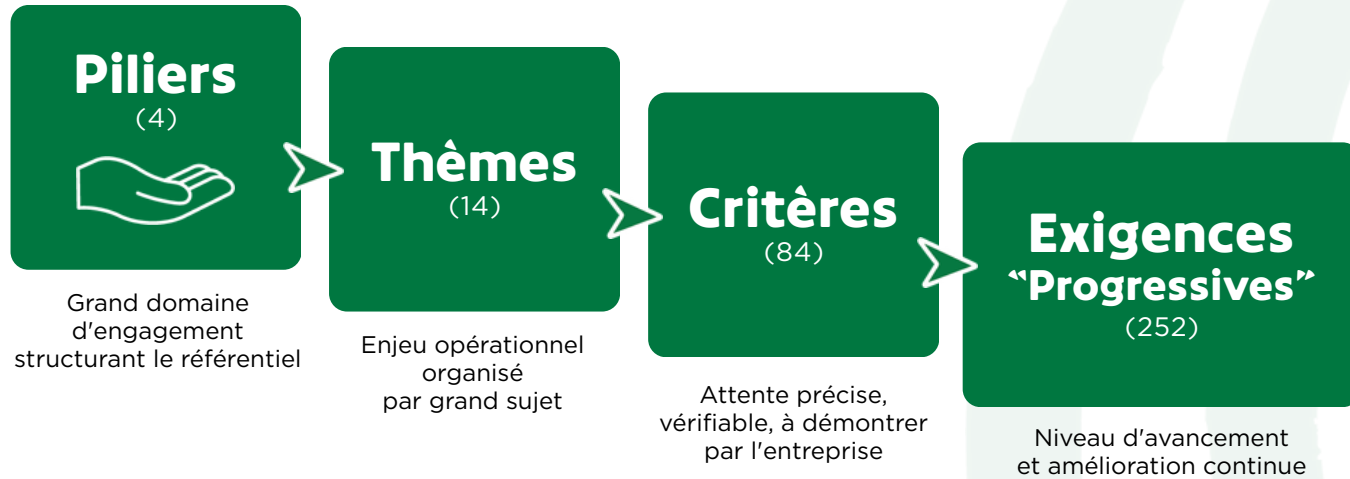 Piliers
(4)
Grand domaine
d'engagement
structurant le référentiel
Thèmes
(14)
Enjeu opérationnel
organisé
par grand sujet
Critères
(84)
Attente précise,
vérifiable, à démontrer
par l'entreprise
Exigences
“Progressives”
(252)
Niveau d'avancement
et amélioration continue